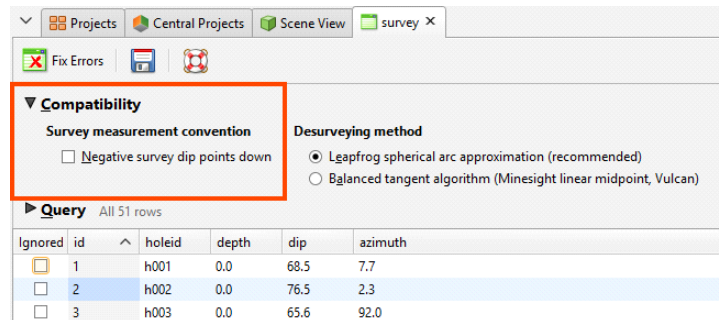 Projects Central Projects Scene View survey
Fix Errors
Compatibility
Survey measurement convention Desurveying method
Negative survey dip points down Leapfrog spherical arc approximation (recommended)
Balanced tangent algorithm (Minesight linear midpoint, Vulcan)
Query All 51 rows
Ignored id holeid depth dip azimuth
1 h001 0.0 68.5 7.7
2 h002 0.0 76.5 2.3
3 h003 0.0 65.6 92.0